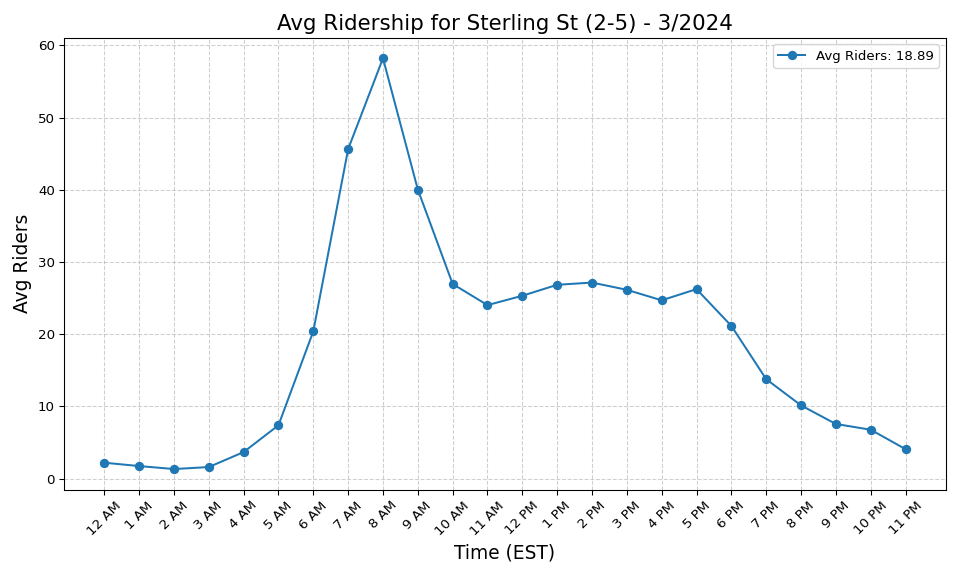 Avg Ridership for Sterling St (2-5) - 3/2024
Avg Riders: 18.89
Avg Riders
60
50
40
30
20
10
0
12 AM
1 AM
2 AM
3 AM
4 AM
5 AM
6 AM
7 AM
8 AM
9 AM
10 AM
11 AM
12 PM
1 PM
2 PM
3 PM
4 PM
5 PM
6 PM
7 PM
8 PM
9 PM
10 PM
11 PM
Time (EST)